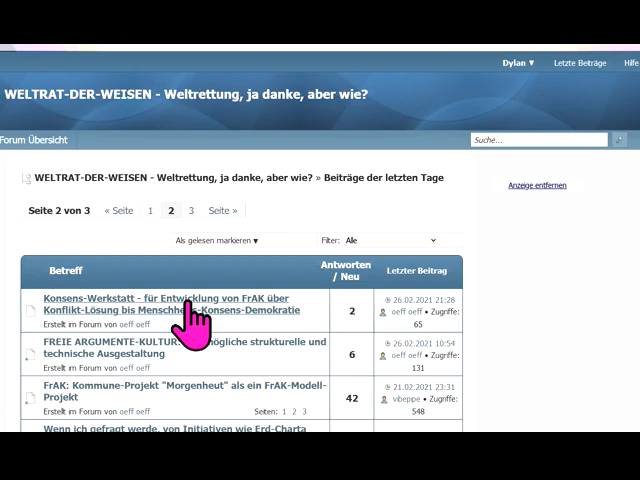 Dylan ▼ Letzte Beiträge Hilfe
WELTRAT-DER-WEISEN - Weltrettung, ja danke, aber wie?
Forum Übersicht Suche...
WELTRAT-DER-WEISEN - Weltrettung, ja danke, aber wie? » Beiträge der letzten Tage
Anzeige entfernen
Seite 2 von 3 « Seite 1 2 3 Seite »
Als gelesen markieren ▼ Filter: Alle
Betreff Antworten / Neu Letzter Beitrag
Konsens-Werkstatt - für Entwicklung von FrAK über
Konflikt-Lösung bis Konsens-Demokratie
Erstellt im Forum von oeff oeff
2
26.02.2021 21:28
oeff oeff • Zugriffe:
65
FREIE ARGUMENTE-KULTUR: mögliche strukturelle und
technische Ausgestaltung
Erstellt im Forum von oeff oeff
6
26.02.2021 10:54
oeff oeff • Zugriffe:
131
FrAK: Kommune-Projekt "Morgenheut" als ein FrAK-Modell-
Projekt
Erstellt im Forum von oeff oeff Seiten: 1 2 3
42
21.02.2021 23:31
vibeppe • Zugriffe:
548
Wenn ich gefragt werde, von Initiativen wie Erd-Charta